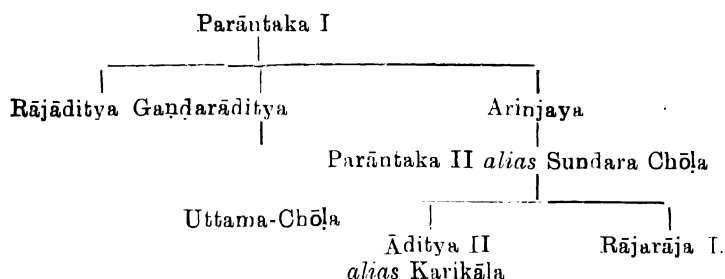 Parāntaka I
Rājāditya Gaṇḍarāditya Arinjaya
Parāntaka II alias Sundara Chōḷa
Uttama-Chōḷa
Āditya II Rājarāja I.
alias Karikāla